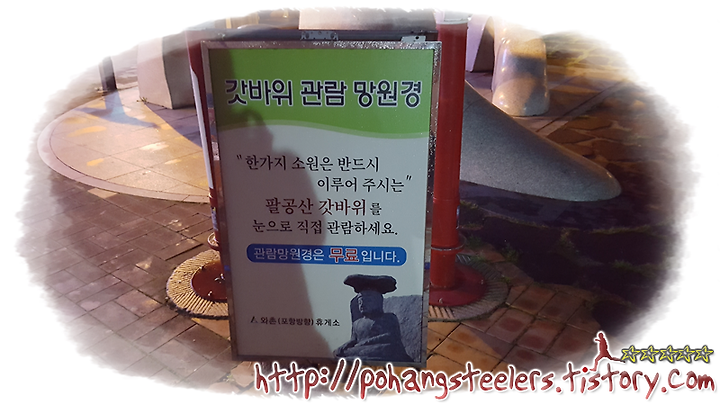 갓바위 관람 망원경
"한가지 소원은 반드시
이루어 주시는"
팔공산 갓바위를
눈으로 직접 관람하세요.
관람망원경은 무료입니다.
와촌(포항방향)휴게소
http://pohangsteelers.tistory.com